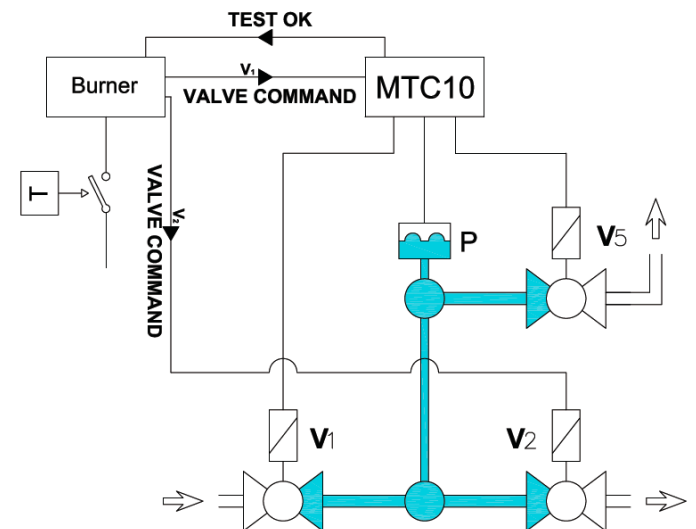 TEST OK
Burner
V₁
VALVE COMMAND
MTC10
T
VALVE COMMAND
V₂
P
V5
V1
V2